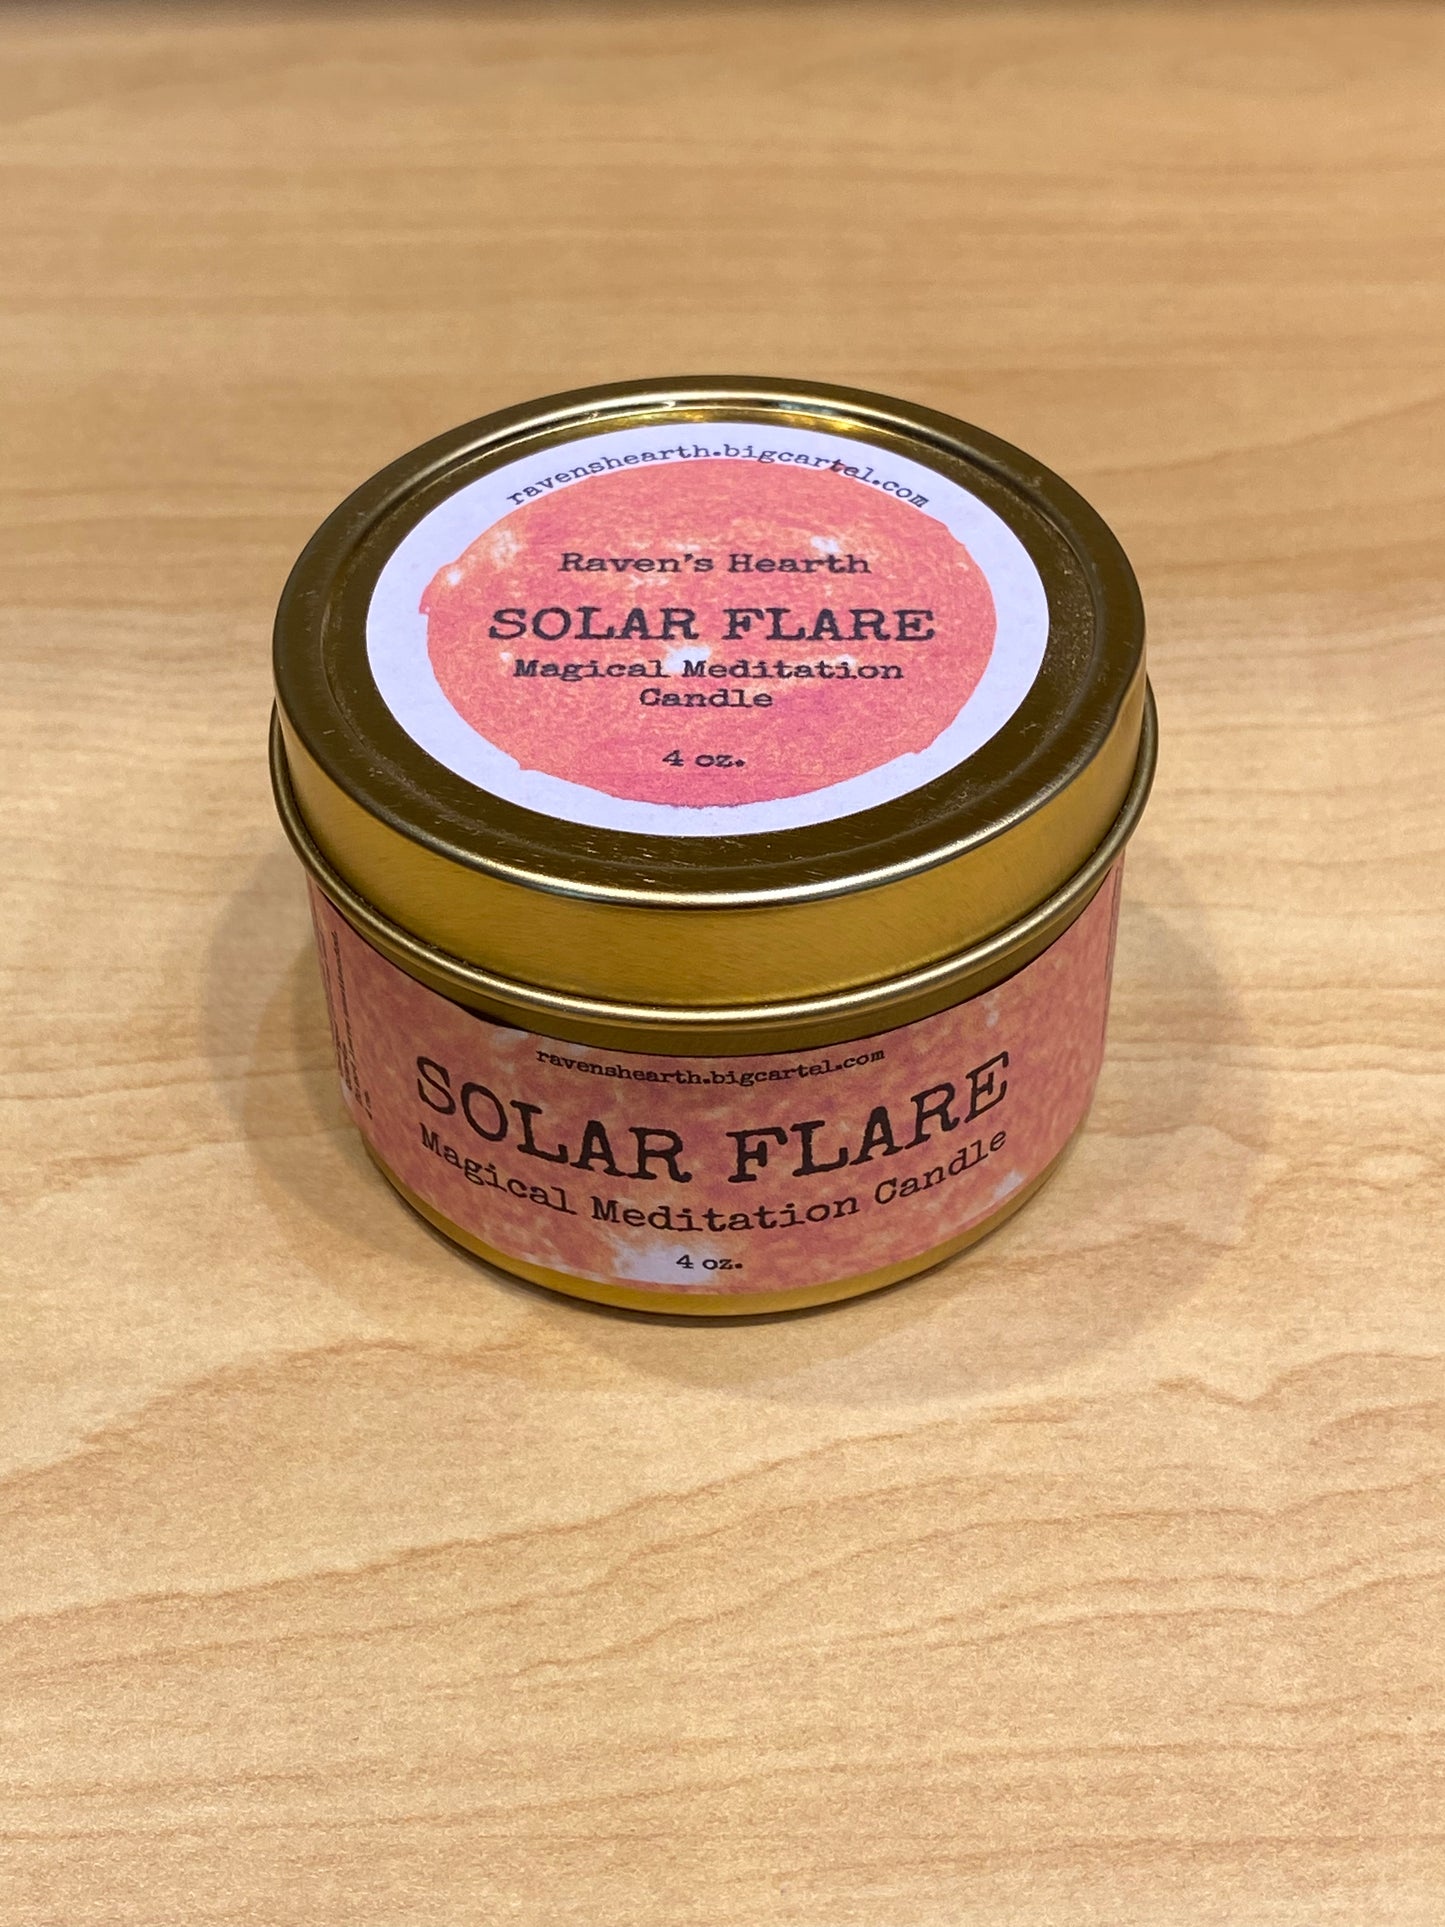 ravenshearth.bigcartel.com
Raven's Hearth
SOLAR FLARE
Magical Meditation
Candle
4 oz.
ravenshearth.bigcartel.com
SOLAR FLARE
Magical Meditation Candle
4 oz.